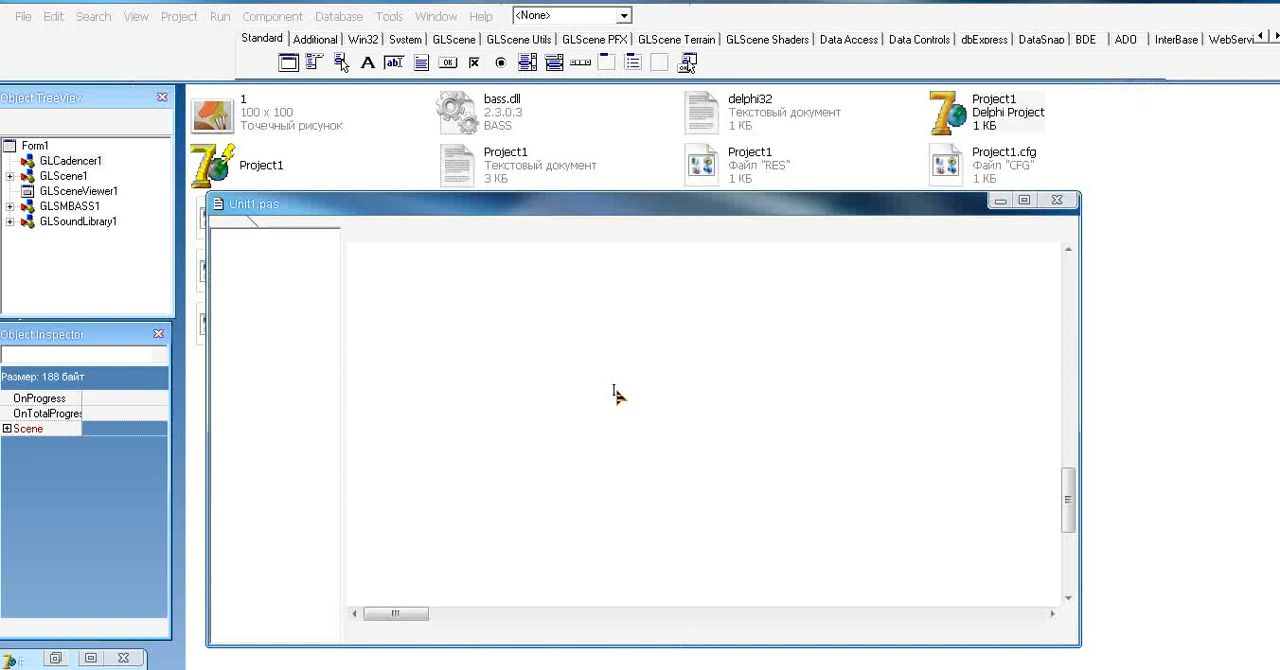 File Edit Search View Project Run Component Database Tools Window Help <None>
Standard Additional Win32 System GLScene GLScene Utils GLScene PFX GLScene Terrain GLScene Shaders Data Access Data Controls dbExpress DataSnap BDE ADO InterBase WebServi
Object TreeView
Form1
GLCadencer1
GLScene1
GLSceneViewer1
GLSMBASS1
GLSoundLibrary1
1
100 x 100
Точечный рисунок
bass.dll
2.3.0.3
BASS
delphi32
Текстовый документ
1 КБ
Project1
Delphi Project
1 КБ
Project1
Project1
Текстовый документ
3 КБ
Project1
Файл "RES"
1 КБ
Project1.cfg
Файл "CFG"
1 КБ
Unit1.pas
Object Inspector
Размер: 188 байт
OnProgress
OnTotalProgres
Scene